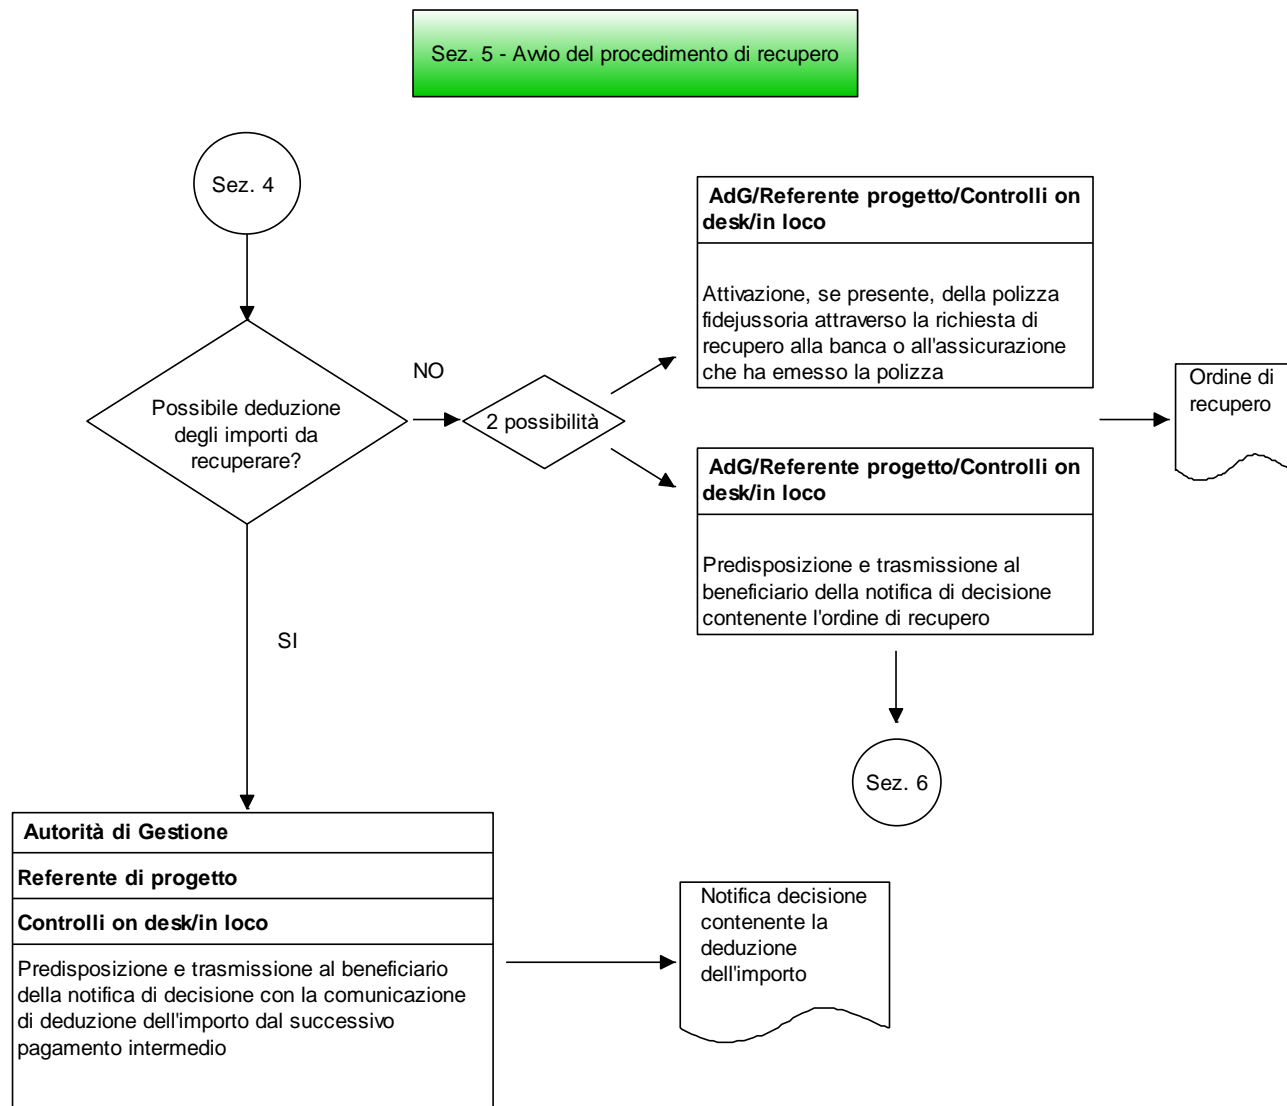 Sez. 5 - Avvio del procedimento di recupero
Sez. 4
AdG/Referente progetto/Controlli on
desk/in loco
Attivazione, se presente, della polizza
fidejussoria attraverso la richiesta di
recupero alla banca o all'assicurazione
che ha emesso la polizza
NO
Possibile deduzione
degli importi da
recuperare?
2 possibilità
Ordine di
recupero
AdG/Referente progetto/Controlli on
desk/in loco
Predisposizione e trasmissione al
beneficiario della notifica di decisione
contenente l'ordine di recupero
SI
Sez. 6
Autorità di Gestione
Referente di progetto
Controlli on desk/in loco
Predisposizione e trasmissione al beneficiario
della notifica di decisione con la comunicazione
di deduzione dell'importo dal successivo
pagamento intermedio
Notifica decisione
contenente la
deduzione
dell'importo